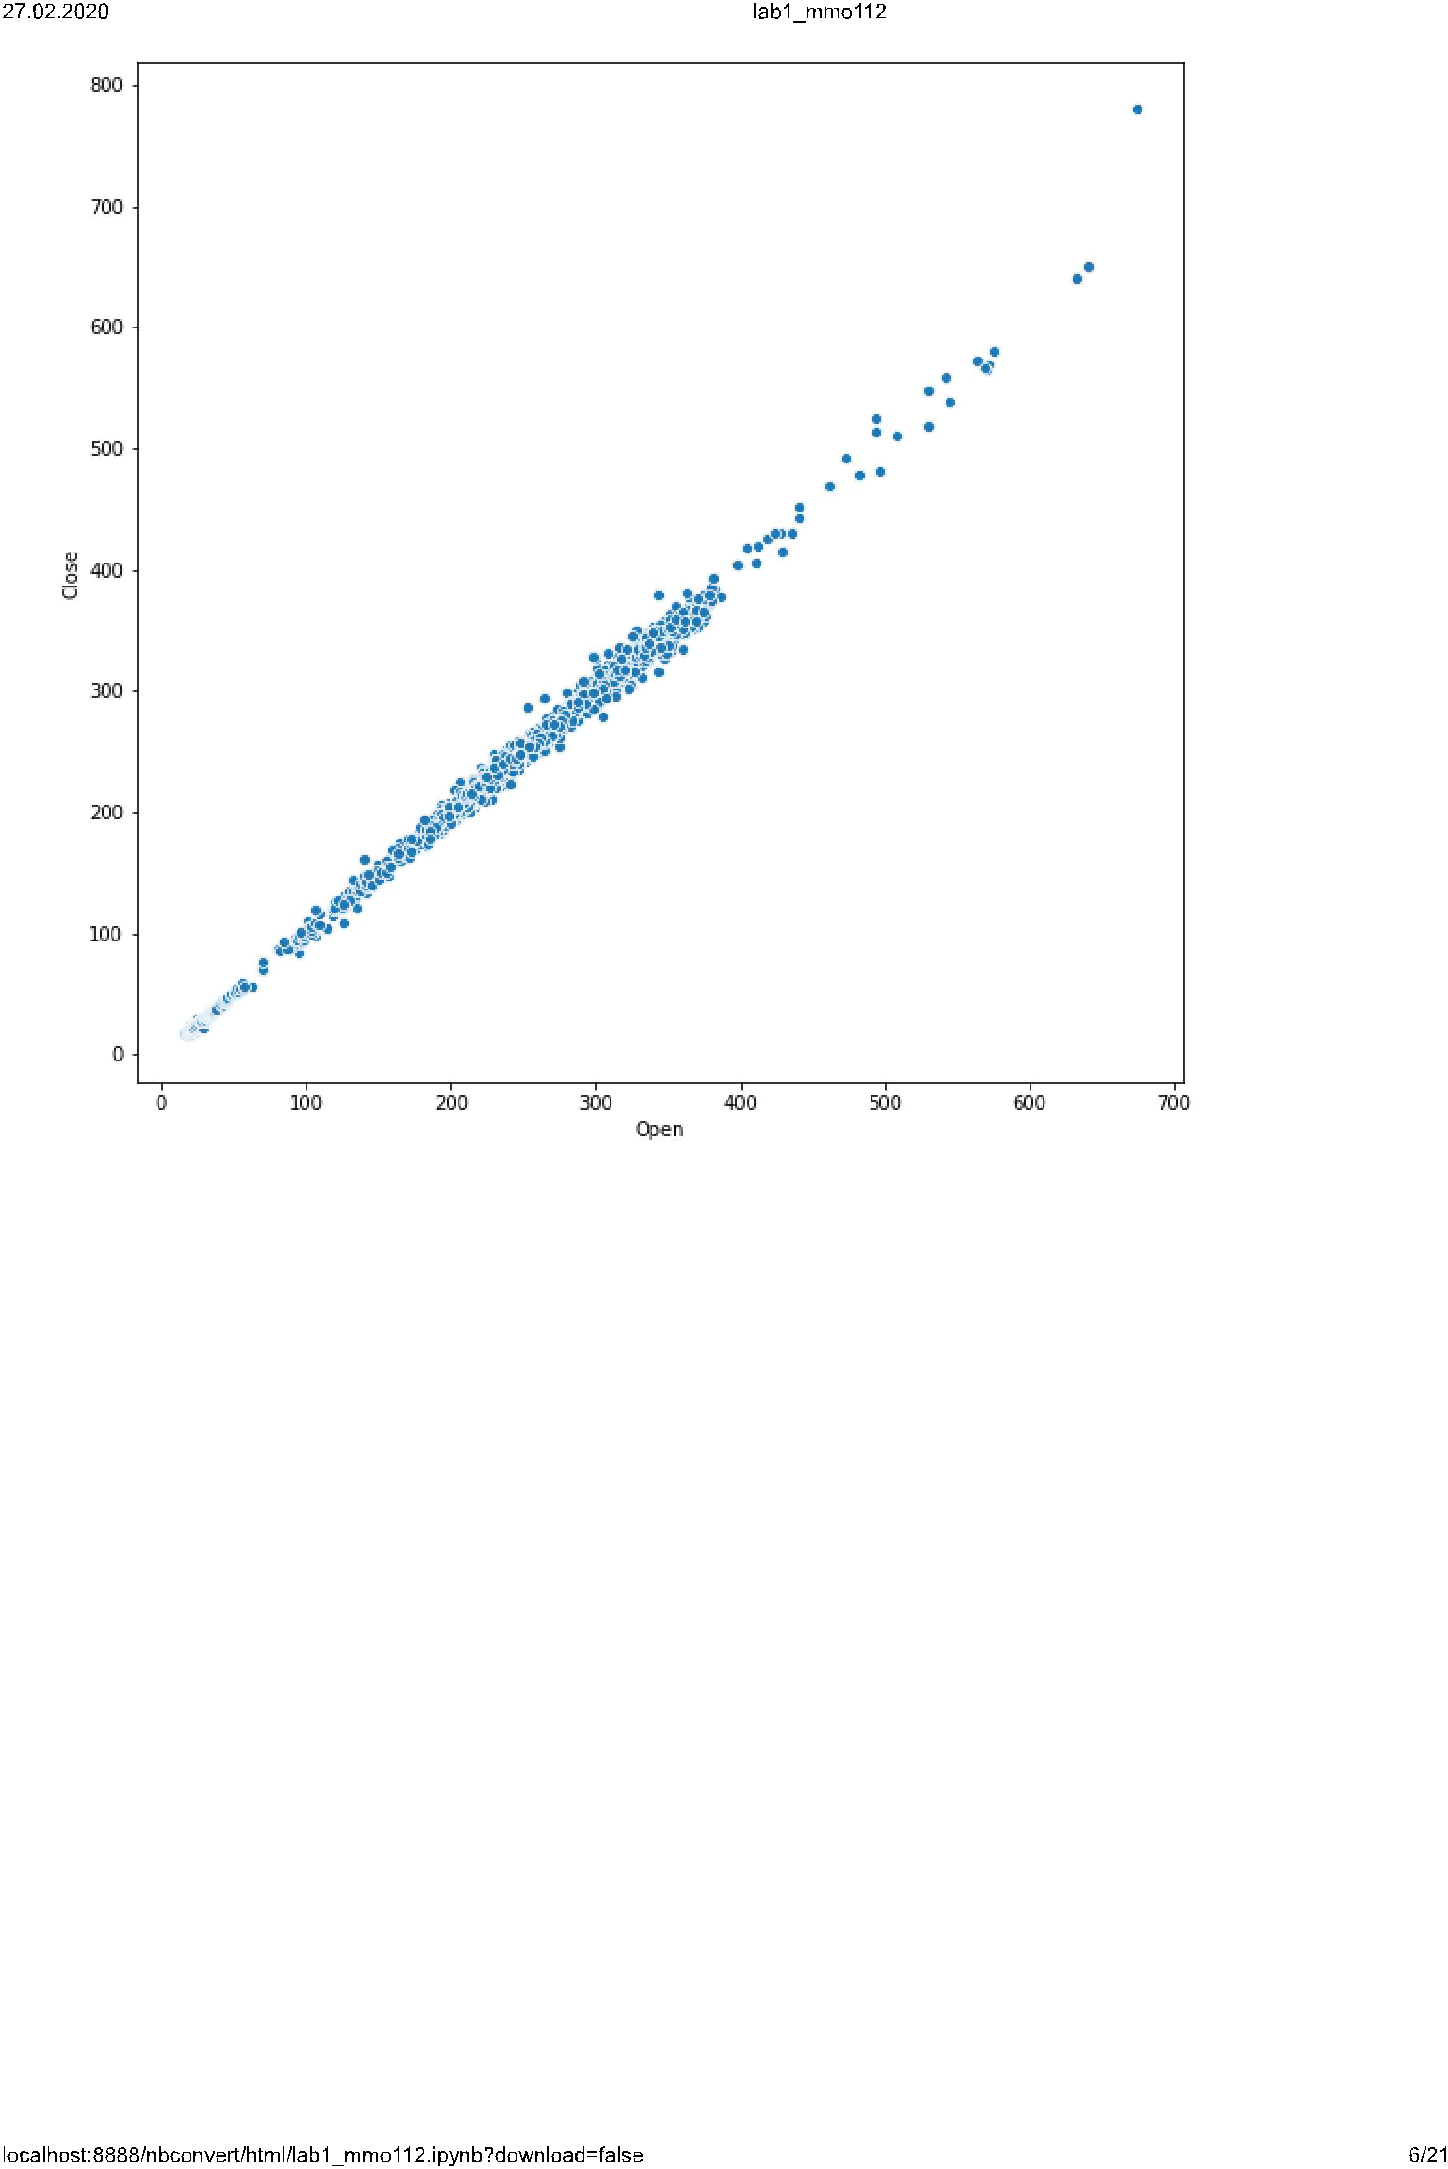 27.02.2020 lab1_mmo112
800
700
600
500
400
300
200
100
0
Close
0 100 200 300 400 500 600 700
Open
localhost:8888/nbconvert/html/lab1_mmo112.ipynb?download=false 6/21